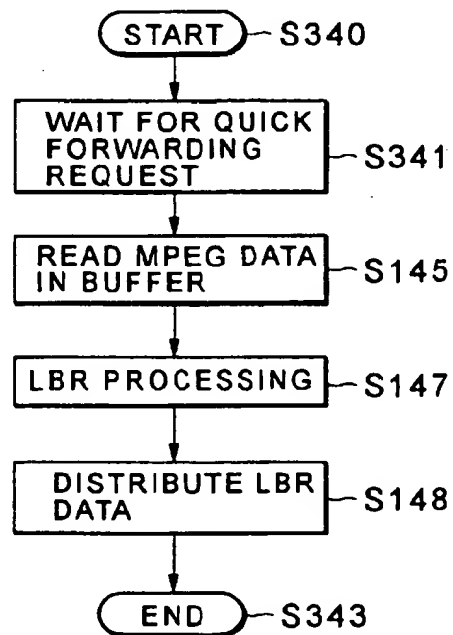 START S340
WAIT FOR QUICK
FORWARDING
REQUEST S341
READ MPEG DATA
IN BUFFER S145
LBR PROCESSING S147
DISTRIBUTE LBR
DATA S148
END S343